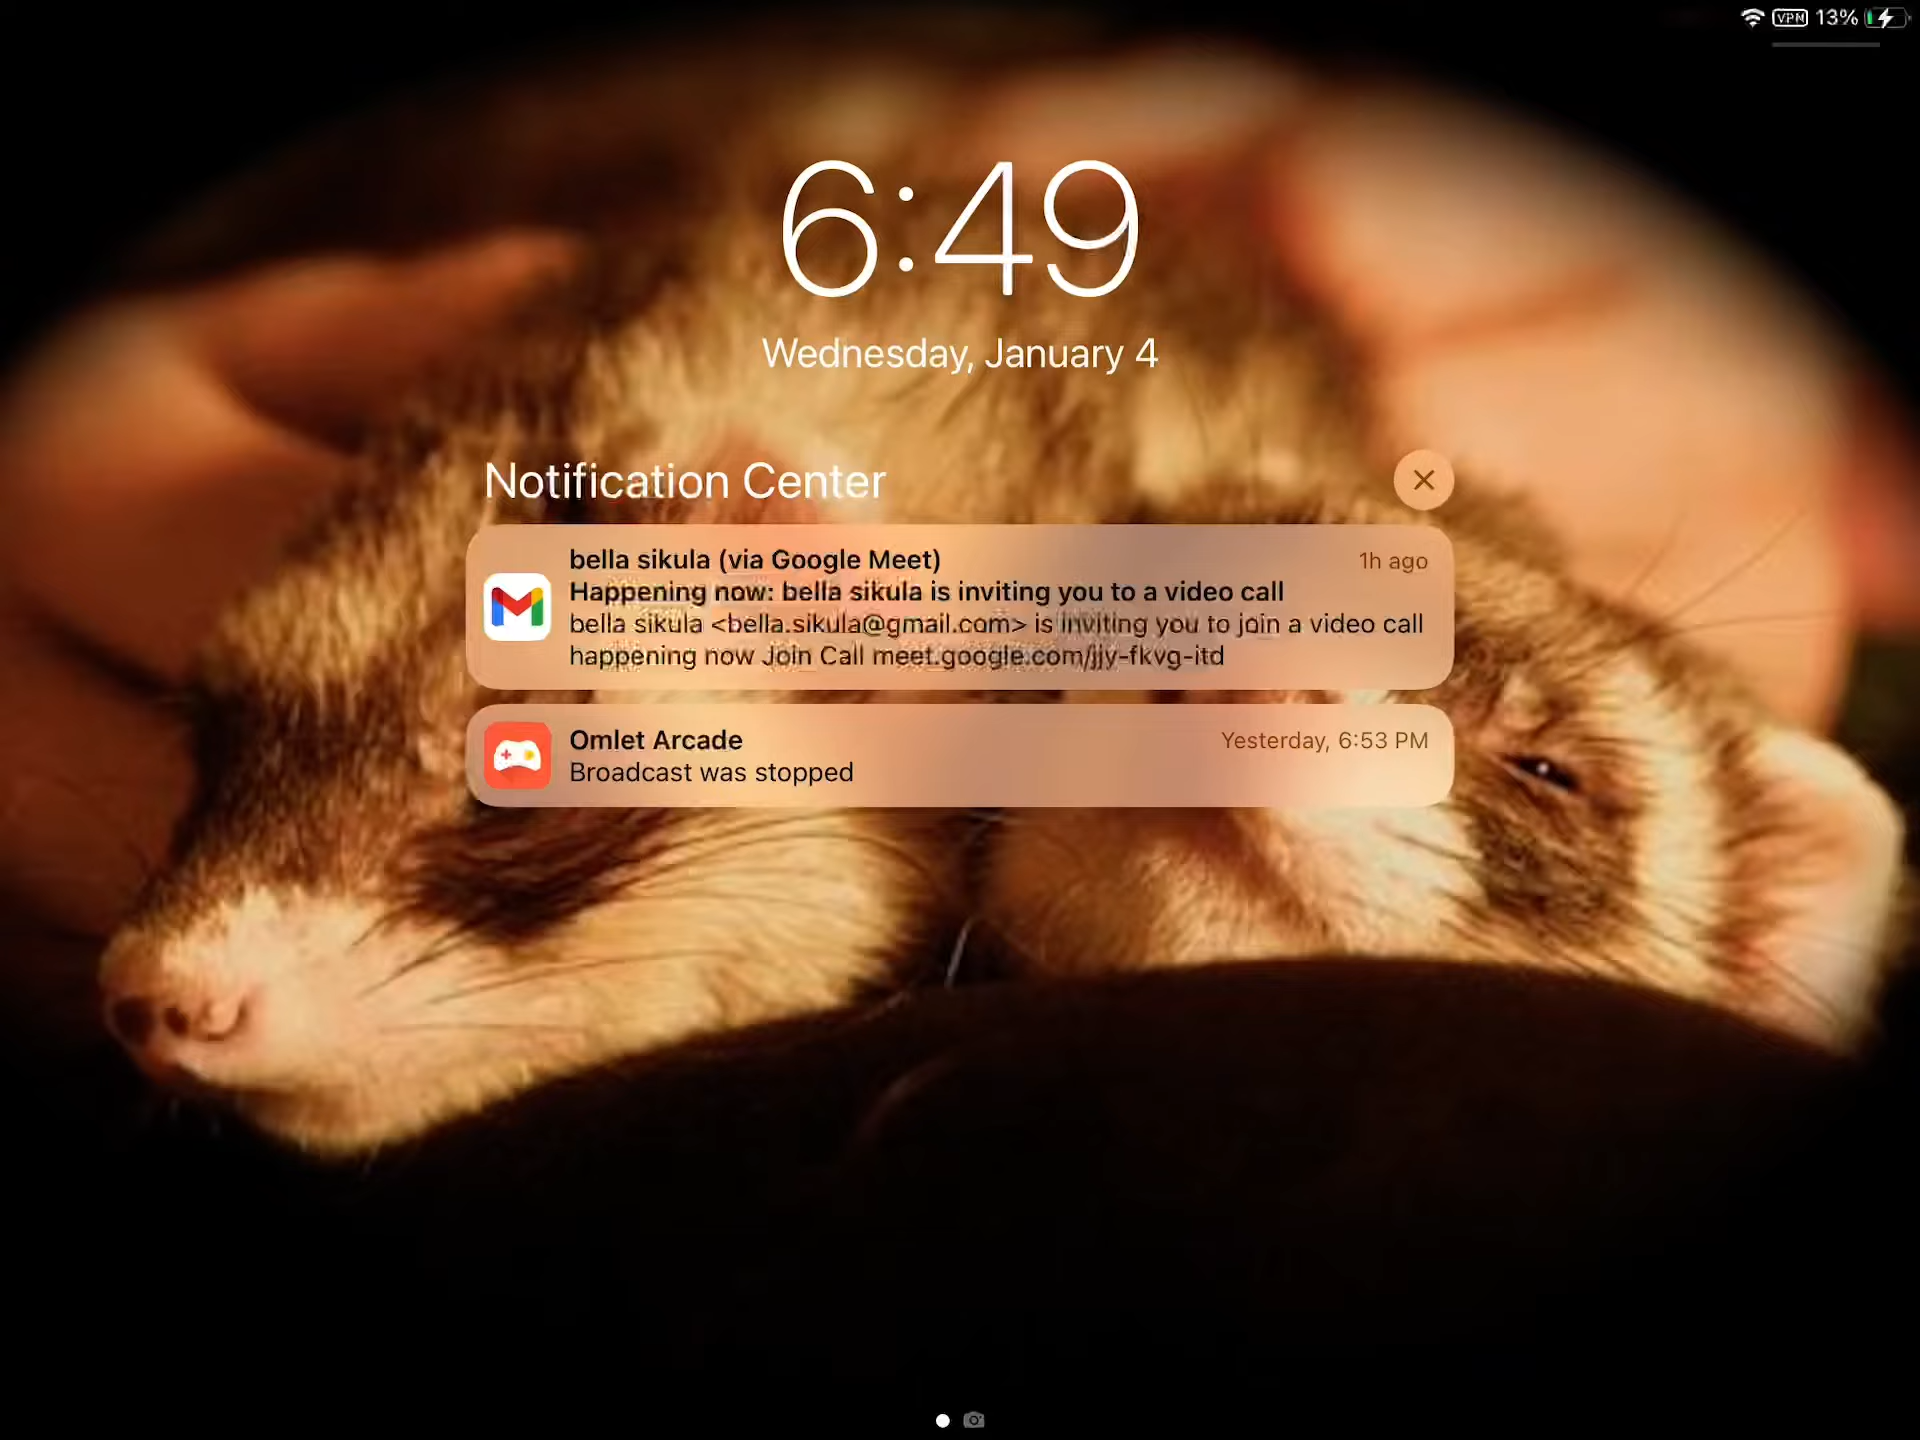 VPN 13%
6:49
Wednesday, January 4
Notification Center
bella sikula (via Google Meet) 1h ago
Happening now: bella sikula is inviting you to a video call
bella sikula <bella.sikula@gmail.com> is inviting you to join a video call
happening now Join Call meet.google.com/jjy-fkvg-itd
Omlet Arcade Yesterday, 6:53 PM
Broadcast was stopped